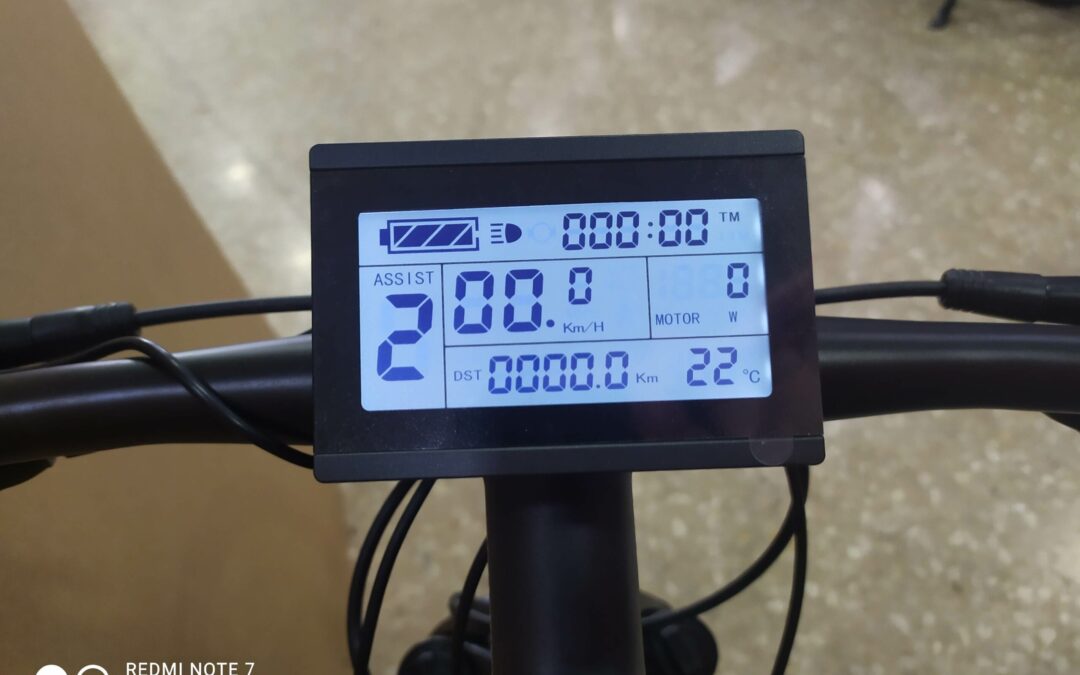 000:00 TM
ASSIST
2
00.0 Km/H
0
MOTOR W
DST 0000.0 Km 22 °C
REDMI NOTE 7